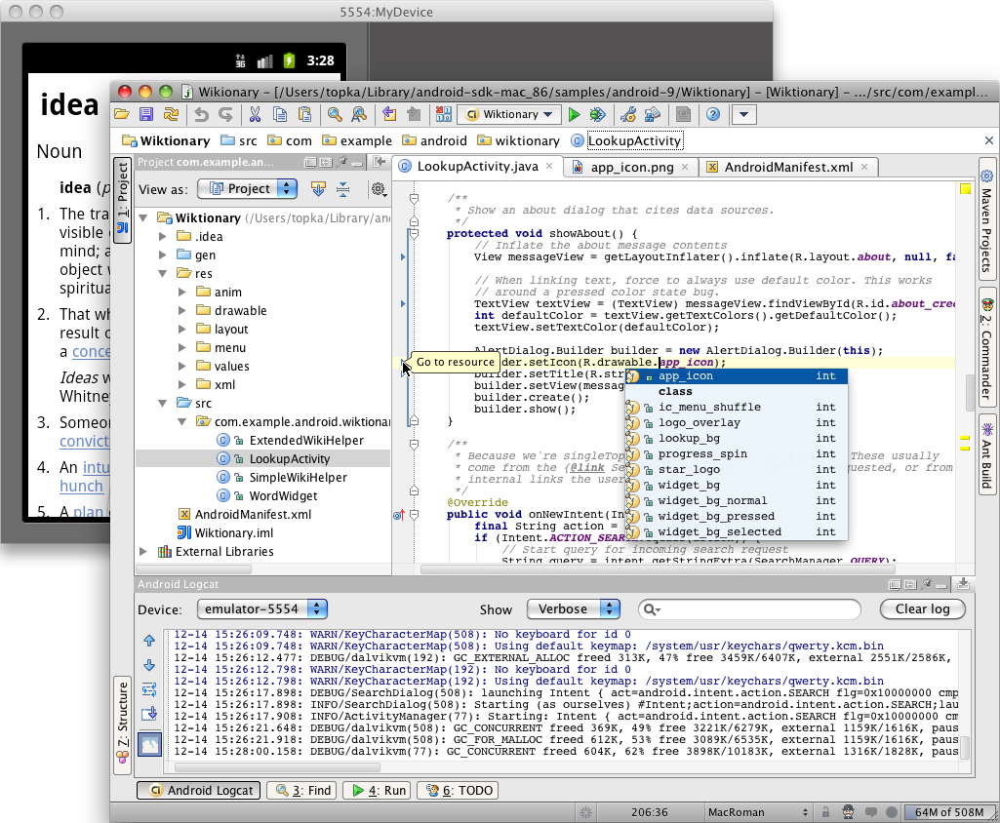 5554:MyDevice
3:28
idea
Noun
idea
1. The
visible
mind; a
object
2. That
result
a
Ideas
Whitney
3. Someo
convict
4. An intu
hunch
5. A plan
Wikionary – [/Users/topka/Library/android-sdk-mac_86/samples/android-9/Wiktionary] – [Wiktionary] – .../src/com/exampl...
Wiktionary
Wiktionary src com example android wiktionary LookupActivity
Project com.example.an...
View as: Project
Wiktionary (/Users/topka/Library/an
.idea
gen
res
anim
drawable
layout
menu
values
xml
src
com.example.android.wiktionar
ExtendedWikiHelper
LookupActivity
SimpleWikiHelper
WordWidget
AndroidManifest.xml
Wiktionary.iml
External Libraries
1: Project
Z: Structure
LookupActivity.java app_icon.png AndroidManifest.xml
/**
* Show an about dialog that cites data sources.
*/
protected void showAbout() {
// Inflate the about message contents
View messageView = getLayoutInflater().inflate(R.layout.about, null, fa
// When linking text, force to always use default color. This works
// around a pressed color state bug.
TextView textView = (TextView) messageView.findViewById(R.id.about_cre
int defaultColor = textView.getTextColors().getDefaultColor();
textView.setTextColor(defaultColor);
AlertDialog.Builder builder = new AlertDialog.Builder(this);
Go to resource
der.setIcon(R.drawable.app_icon);
builder.setTitle(R.str
builder.setView(messag
builder.create();
builder.show();
}
app_icon int
class
ic_menu_shuffle int
logo_overlay int
lookup_bg int
progress_spin int
star_logo int
widget_bg int
widget_bg_normal int
widget_bg_pressed int
widget_bg_selected int
/**
* Because we're singleTop These usually
* come from the {@link Se uested, or from
* internal links the user
*/
@Override
public void onNewIntent(In
final String action =
if (Intent.ACTION_SEAR
// Start query for incoming search request
String query = intent.getStringExtra(SearchManager.QUERY);
Maven Projects
2: Commander
Ant Build
Android Logcat
Device: emulator-5554 Show Verbose Clear log
12-14 15:26:09.748: WARN/KeyCharacterMap(508): No keyboard for id 0
12-14 15:26:09.748: WARN/KeyCharacterMap(508): Using default keymap: /system/usr/keychars/qwerty.kcm.bin
12-14 15:26:12.477: DEBUG/dalvikvm(192): GC_EXTERNAL_ALLOC freed 313K, 47% free 3459K/6407K, external 2551K/2586K,
12-14 15:26:12.798: WARN/KeyCharacterMap(192): No keyboard for id 0
12-14 15:26:12.798: WARN/KeyCharacterMap(192): Using default keymap: /system/usr/keychars/qwerty.kcm.bin
12-14 15:26:17.898: DEBUG/SearchDialog(508): launching Intent { act=android.intent.action.SEARCH flg=0x10000000 cmp
12-14 15:26:17.898: INFO/SearchDialog(508): Starting (as ourselves) #Intent;action=android.intent.action.SEARCH;lau
12-14 15:26:17.908: INFO/ActivityManager(77): Starting: Intent { act=android.intent.action.SEARCH flg=0x10000000 cm
12-14 15:26:21.648: DEBUG/dalvikvm(508): GC_CONCURRENT freed 369K, 49% free 3221K/6279K, external 1159K/1616K, paus
12-14 15:26:21.918: DEBUG/dalvikvm(508): GC_FOR_MALLOC freed 612K, 53% free 3089K/6535K, external 1159K/1616K, paus
12-14 15:28:00.158: DEBUG/dalvikvm(77): GC_CONCURRENT freed 604K, 62% free 3898K/10183K, external 1316K/1828K, paus
Android Logcat 3: Find 4: Run 6: TODO
206:36 MacRoman 64M of 508M